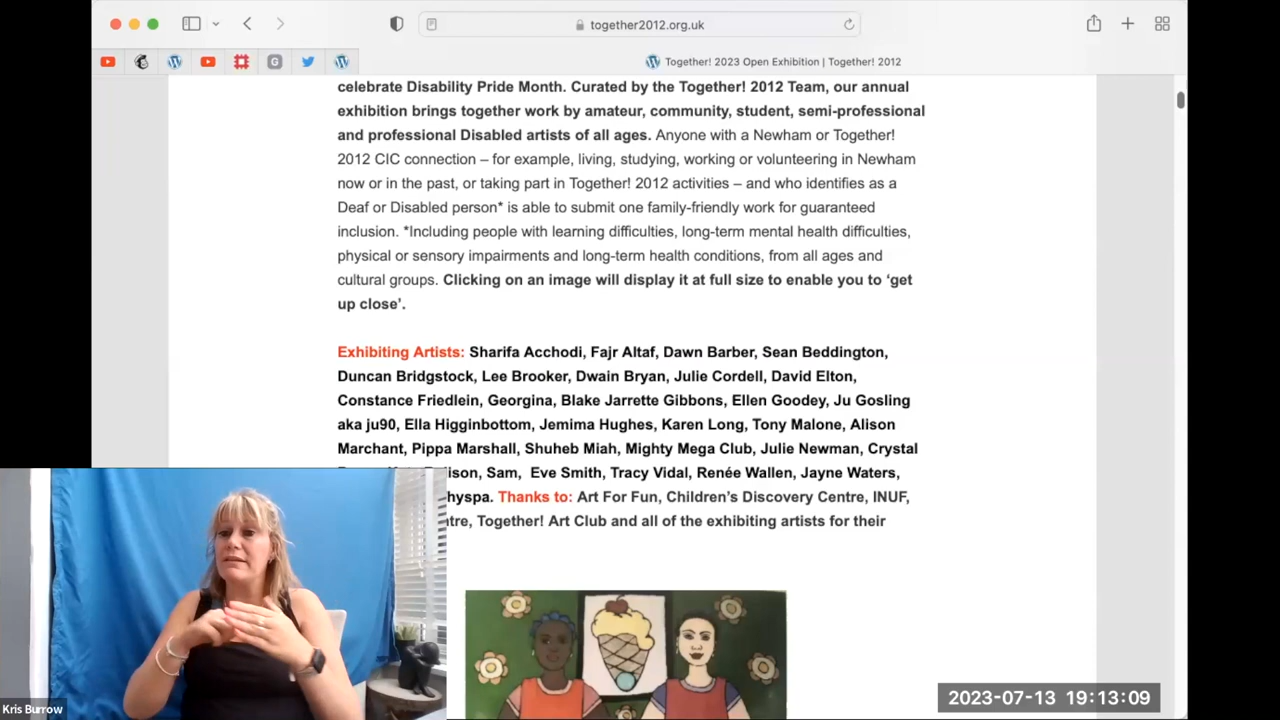 together2012.org.uk
Together! 2023 Open Exhibition | Together! 2012
celebrate Disability Pride Month. Curated by the Together! 2012 Team, our annual
exhibition brings together work by amateur, community, student, semi-professional
and professional Disabled artists of all ages. Anyone with a Newham or Together!
2012 CIC connection – for example, living, studying, working or volunteering in Newham
now or in the past, or taking part in Together! 2012 activities – and who identifies as a
Deaf or Disabled person* is able to submit one family-friendly work for guaranteed
inclusion. *Including people with learning difficulties, long-term mental health difficulties,
physical or sensory impairments and long-term health conditions, from all ages and
cultural groups. Clicking on an image will display it at full size to enable you to ‘get
up close’.
Exhibiting Artists: Sharifa Acchodi, Fajr Altaf, Dawn Barber, Sean Beddington,
Duncan Bridgstock, Lee Brooker, Dwain Bryan, Julie Cordell, David Elton,
Constance Friedlein, Georgina, Blake Jarrette Gibbons, Ellen Goodey, Ju Gosling
aka ju90, Ella Higginbottom, Jemima Hughes, Karen Long, Tony Malone, Alison
Marchant, Pippa Marshall, Shuheb Miah, Mighty Mega Club, Julie Newman, Crystal
Sam, Eve Smith, Tracy Vidal, Renée Wallen, Jayne Waters,
Thanks to: Art For Fun, Children’s Discovery Centre, INUF,
Together! Art Club and all of the exhibiting artists for their
Kris Burrow
2023-07-13 19:13:09